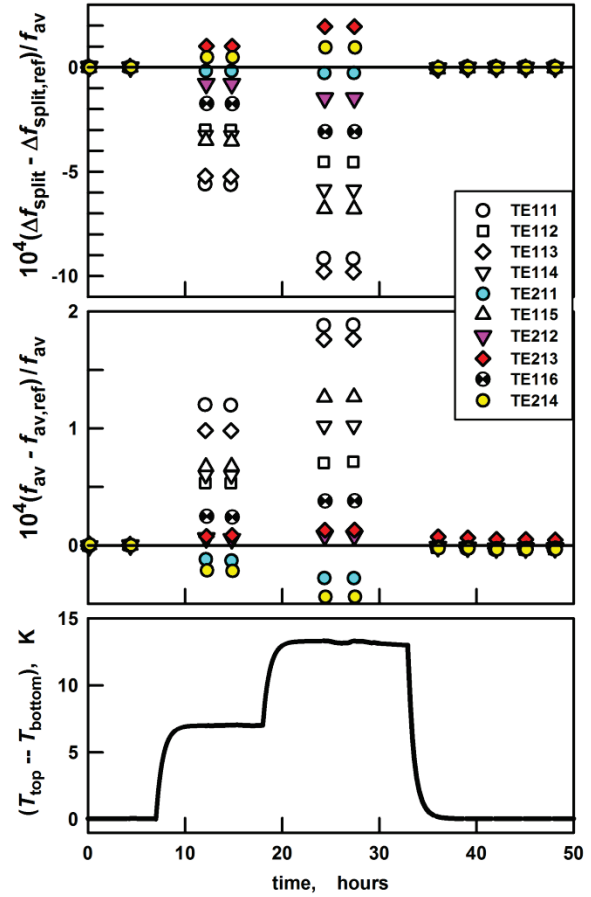 10⁴(Δf_split - Δf_split,ref)/f_av
0
-5
-10
TE111
TE112
TE113
TE114
TE211
TE115
TE212
TE213
TE116
TE214
10⁴(f_av - f_av,ref)/f_av
2
1
0
(T_top -- T_bottom), K
15
10
5
0
0 10 20 30 40 50
time, hours